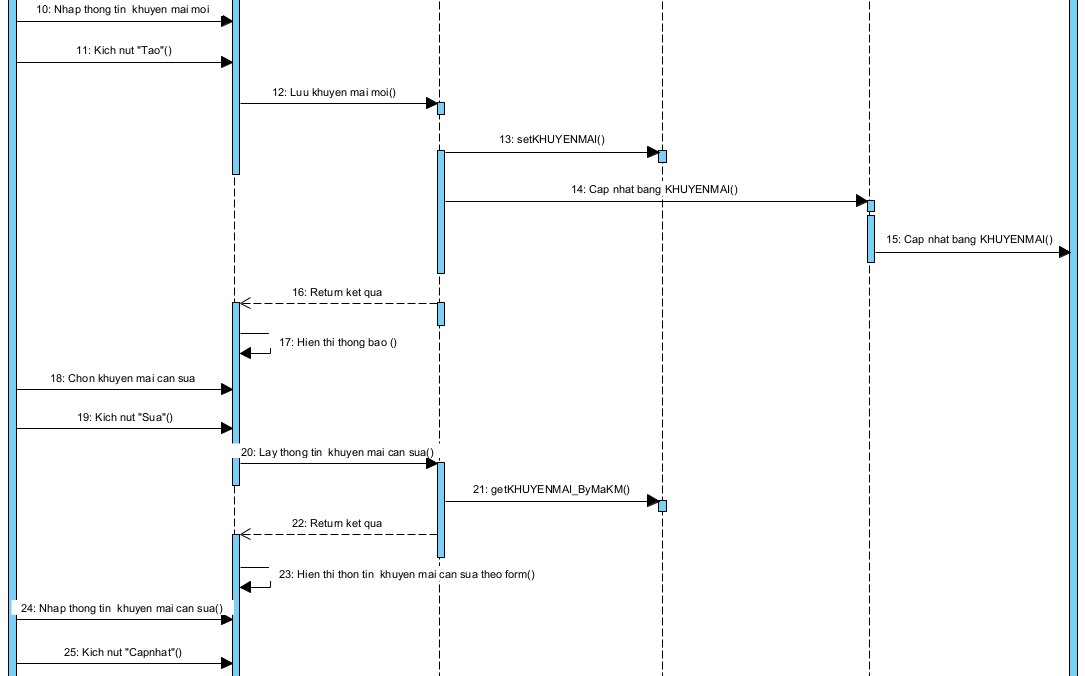 10: Nhap thong tin khuyen mai moi
11: Kich nut "Tao"()
12: Luu khuyen mai moi()
13: setKHUYENMAI()
14: Cap nhat bang KHUYENMAI()
15: Cap nhat bang KHUYENMAI()
16: Return ket qua
17: Hien thi thong bao ()
18: Chon khuyen mai can sua
19: Kich nut "Sua"()
20: Lay thong tin khuyen mai can sua()
21: getKHUYENMAI_ByMaKM()
22: Return ket qua
23: Hien thi thon tin khuyen mai can sua theo form()
24: Nhap thong tin khuyen mai can sua()
25: Kich nut "Capnhat"()